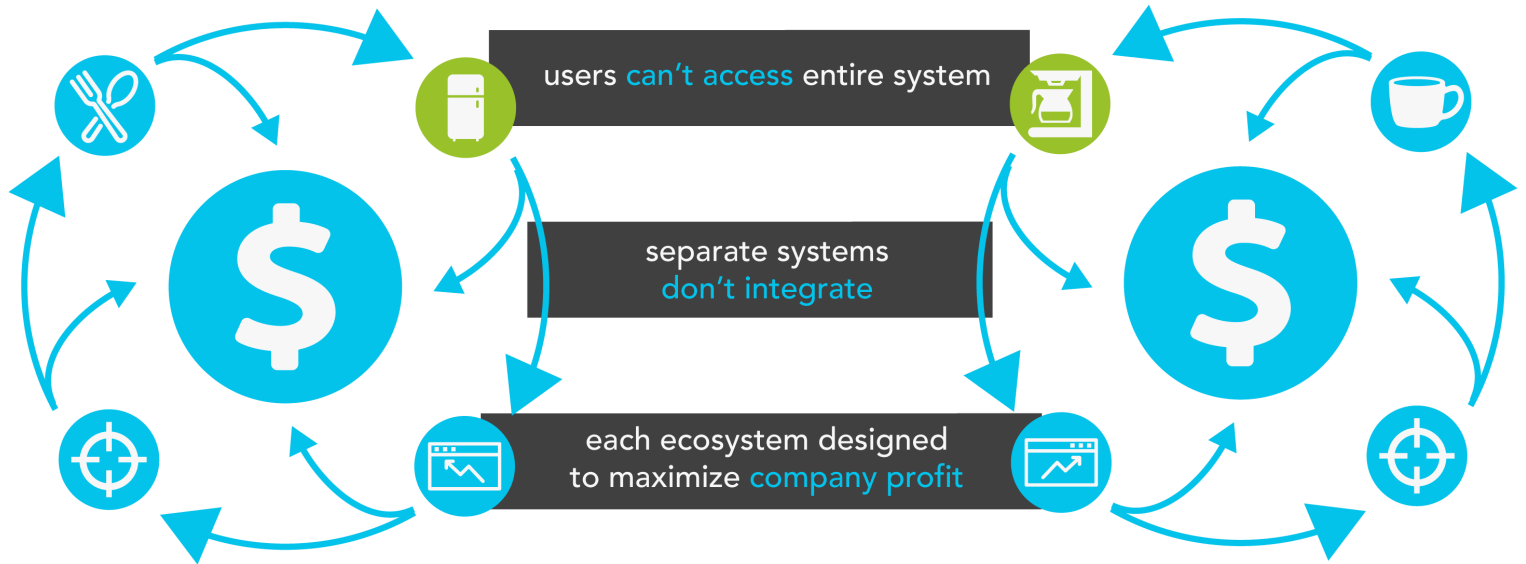 users can't access entire system
separate systems
don't integrate
each ecosystem designed
to maximize company profit